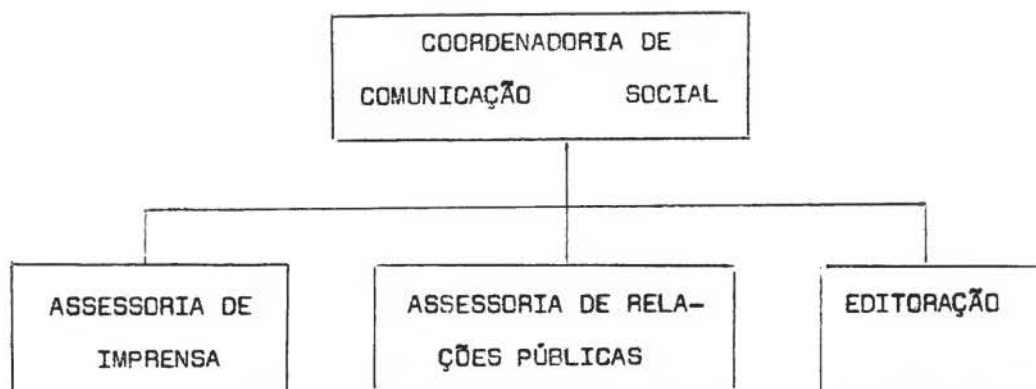 COORDENADORIA DE
COMUNICAÇÃO SOCIAL
ASSESSORIA DE
IMPRENSA
ASSESSORIA DE RELA-
ÇÕES PÚBLICAS
EDITORAÇÃO